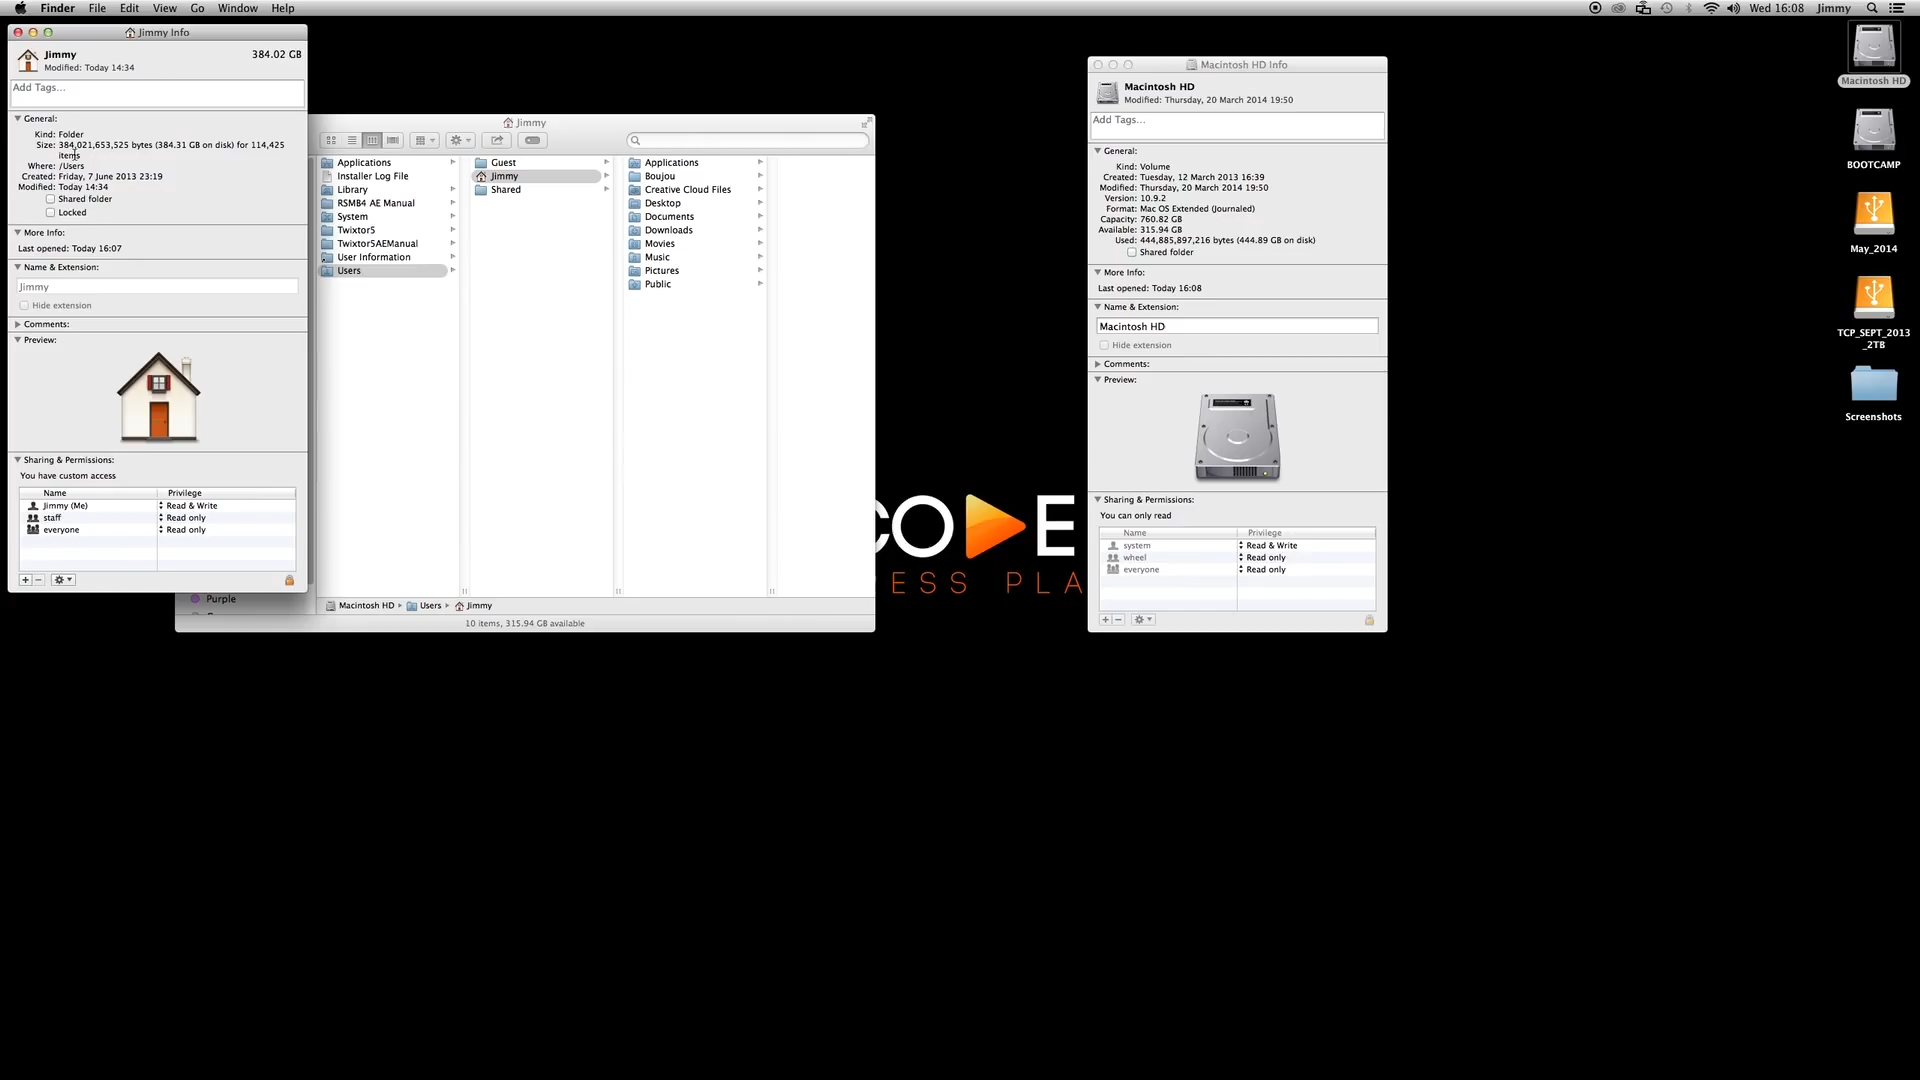 Finder File Edit View Go Window Help
Wed 16:08 Jimmy
Jimmy Info
Jimmy
384.02 GB
Modified: Today 14:34
Add Tags...
General:
Kind: Folder
Size: 384,021,653,525 bytes (384.31 GB on disk) for 114,425
items
Where: /Users
Created: Friday, 7 June 2013 23:19
Modified: Today 14:34
Shared folder
Locked
More Info:
Last opened: Today 16:07
Name & Extension:
Jimmy
Hide extension
Comments:
Preview:
Sharing & Permissions:
You have custom access
Name Privilege
Jimmy (Me) Read & Write
staff Read only
everyone Read only
Purple
Jimmy
Applications
Installer Log File
Library
RSMB4 AE Manual
System
Twixtor5
Twixtor5AEManual
User Information
Users
Guest
Jimmy
Shared
Applications
Boujou
Creative Cloud Files
Desktop
Documents
Downloads
Movies
Music
Pictures
Public
Macintosh HD Users Jimmy
10 items, 315.94 GB available
CO E
ESS PLA
Macintosh HD Info
Macintosh HD
Modified: Thursday, 20 March 2014 19:50
Add Tags...
General:
Kind: Volume
Created: Tuesday, 12 March 2013 16:39
Modified: Thursday, 20 March 2014 19:50
Version: 10.9.2
Format: Mac OS Extended (Journaled)
Capacity: 760.82 GB
Available: 315.94 GB
Used: 444,885,897,216 bytes (444.89 GB on disk)
Shared folder
More Info:
Last opened: Today 16:08
Name & Extension:
Macintosh HD
Hide extension
Comments:
Preview:
Sharing & Permissions:
You can only read
Name Privilege
system Read & Write
wheel Read only
everyone Read only
Macintosh HD
BOOTCAMP
May_2014
TCP_SEPT_2013
_2TB
Screenshots